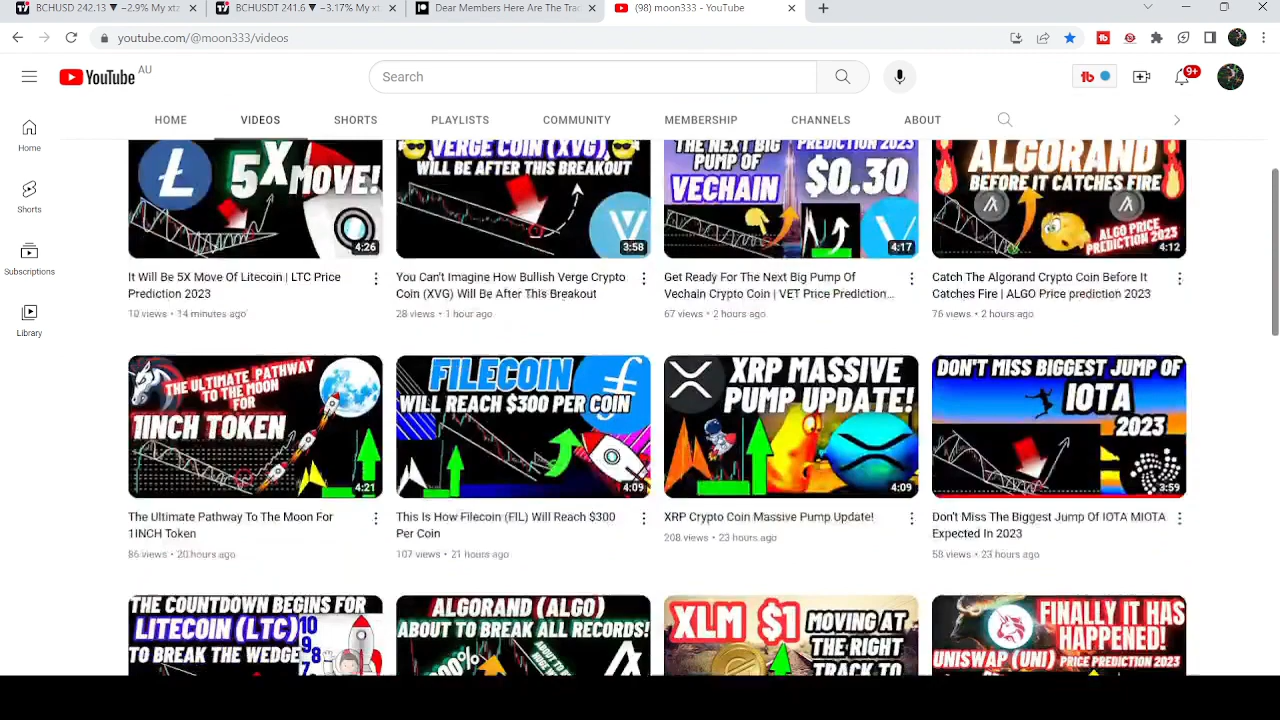 BCHUSD 242.13 ▼ −2.9% My xta
BCHUSDT 241.6 ▼ −3.17% My xt
Dear Members Here Are The Trad
(98) moon333 - YouTube
youtube.com/@moon333/videos
YouTube AU
Search
9+
HOME
VIDEOS
SHORTS
PLAYLISTS
COMMUNITY
MEMBERSHIP
CHANNELS
ABOUT
Home
Shorts
Subscriptions
Library
5X MOVE!
4:26
VERGE COIN (XVG)
WILL BE AFTER THIS BREAKOUT
3:58
THE NEXT BIG
PUMP OF
VECHAIN
PREDICTION 2023
$0.30
4:17
ALGORAND
BEFORE IT CATCHES FIRE
ALGO PRICE
PREDICTION 2023
4:12
It Will Be 5X Move Of Litecoin | LTC Price
Prediction 2023
10 views • 14 minutes ago
You Can't Imagine How Bullish Verge Crypto
Coin (XVG) Will Be After This Breakout
28 views • 1 hour ago
Get Ready For The Next Big Pump Of
Vechain Crypto Coin | VET Price Prediction...
67 views • 2 hours ago
Catch The Algorand Crypto Coin Before It
Catches Fire | ALGO Price prediction 2023
76 views • 2 hours ago
THE ULTIMATE PATHWAY
TO THE MOON
FOR
1INCH TOKEN
4:21
FILECOIN
WILL REACH $300 PER COIN
4:09
XRP MASSIVE
PUMP UPDATE!
4:09
DON'T MISS BIGGEST JUMP OF
IOTA
2023
3:59
The Ultimate Pathway To The Moon For
1INCH Token
86 views • 20 hours ago
This Is How Filecoin (FIL) Will Reach $300
Per Coin
107 views • 21 hours ago
XRP Crypto Coin Massive Pump Update!
208 views • 23 hours ago
Don't Miss The Biggest Jump Of IOTA MIOTA
Expected In 2023
58 views • 23 hours ago
THE COUNTDOWN BEGINS FOR
LITECOIN (LTC)
TO BREAK THE WEDGE
10
9
8
7
ALGORAND (ALGO)
ABOUT TO BREAK ALL RECORDS!
XLM $1
MOVING AT
THE RIGHT
TRACK TO
FINALLY IT HAS
HAPPENED!
UNISWAP (UNI) PRICE PREDICTION 2023